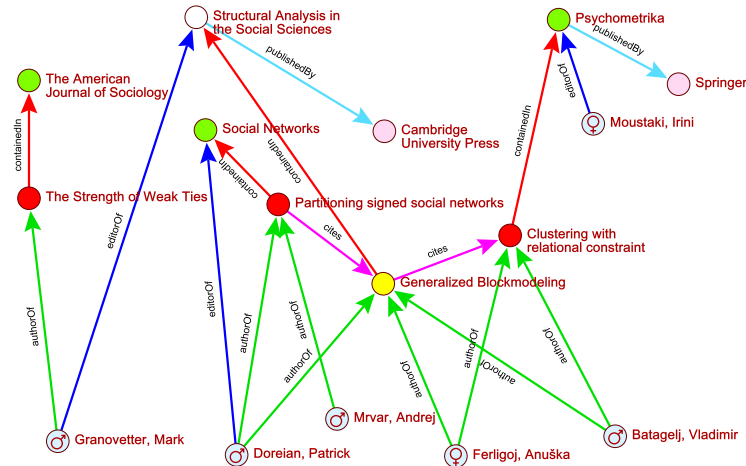 Structural Analysis in
the Social Sciences
Psychometrika
publishedBy
publishedBy
The American
Journal of Sociology
editorOf
Springer
Social Networks
Cambridge
University Press
Moustaki, Irini
containedIn
containedIn
containedIn
containedIn
The Strength of Weak Ties
Partitioning signed social networks
editorOf
cites
Clustering with
relational constraint
cites
Generalized Blockmodeling
editorOf
authorOf
authorOf
authorOf
authorOf
authorOf
authorOf
authorOf
authorOf
Mrvar, Andrej
Granovetter, Mark
Doreian, Patrick
Ferligoj, Anuška
Batagelj, Vladimir